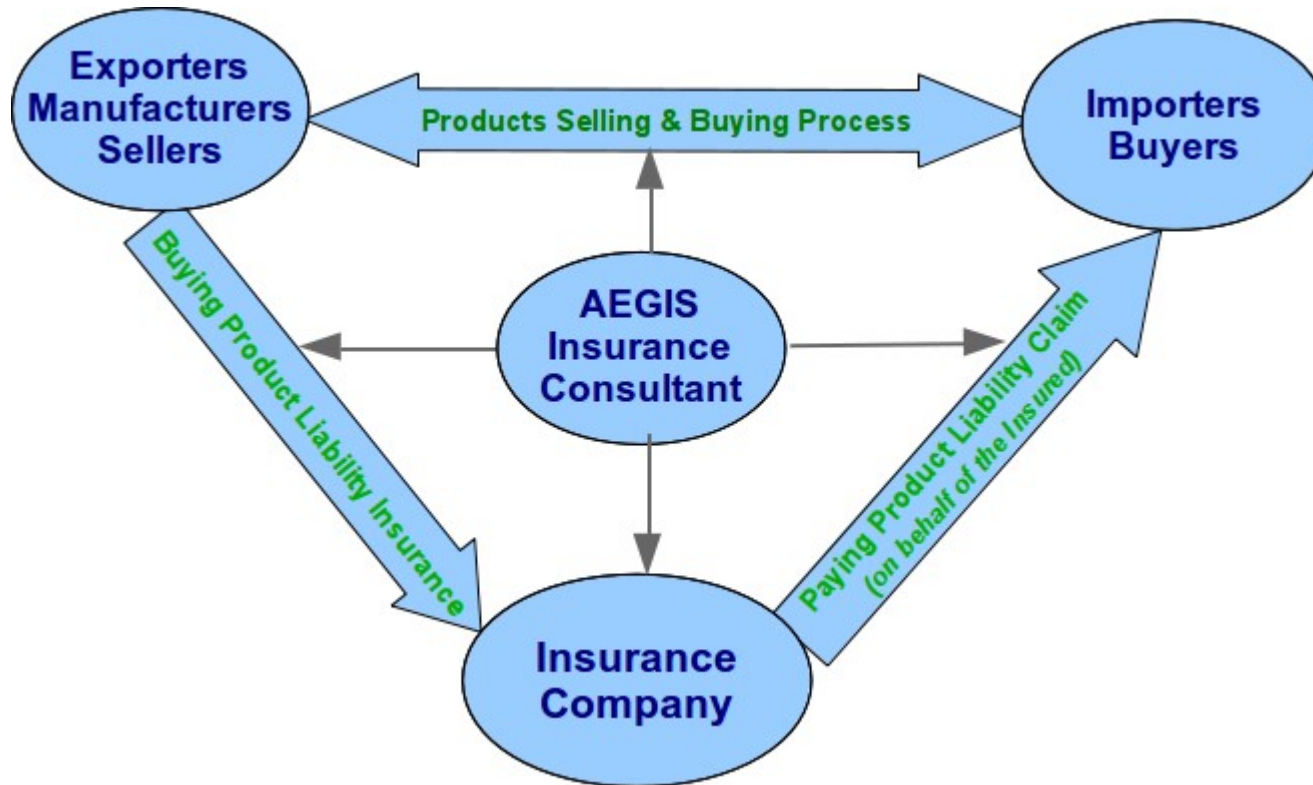 Exporters
Manufacturers
Sellers
Products Selling & Buying Process
Importers
Buyers
Buying Product Liability Insurance
AEGIS
Insurance
Consultant
Paying Product Liability Claim
(on behalf of the Insured)
Insurance
Company